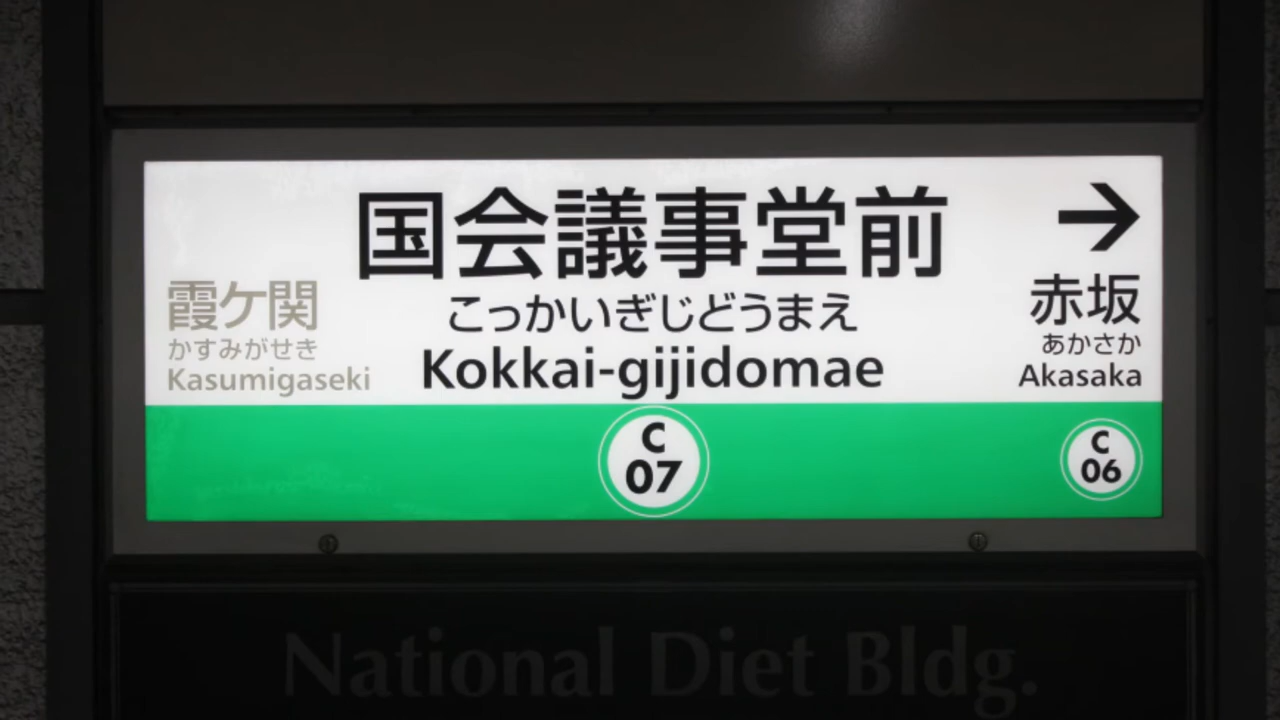 国会議事堂前
こっかいぎじどうまえ
Kokkai-gijidomae
霞ケ関
かすみがせき
Kasumigaseki
赤坂
あかさか
Akasaka
C
07
C
06
National Diet Bldg.